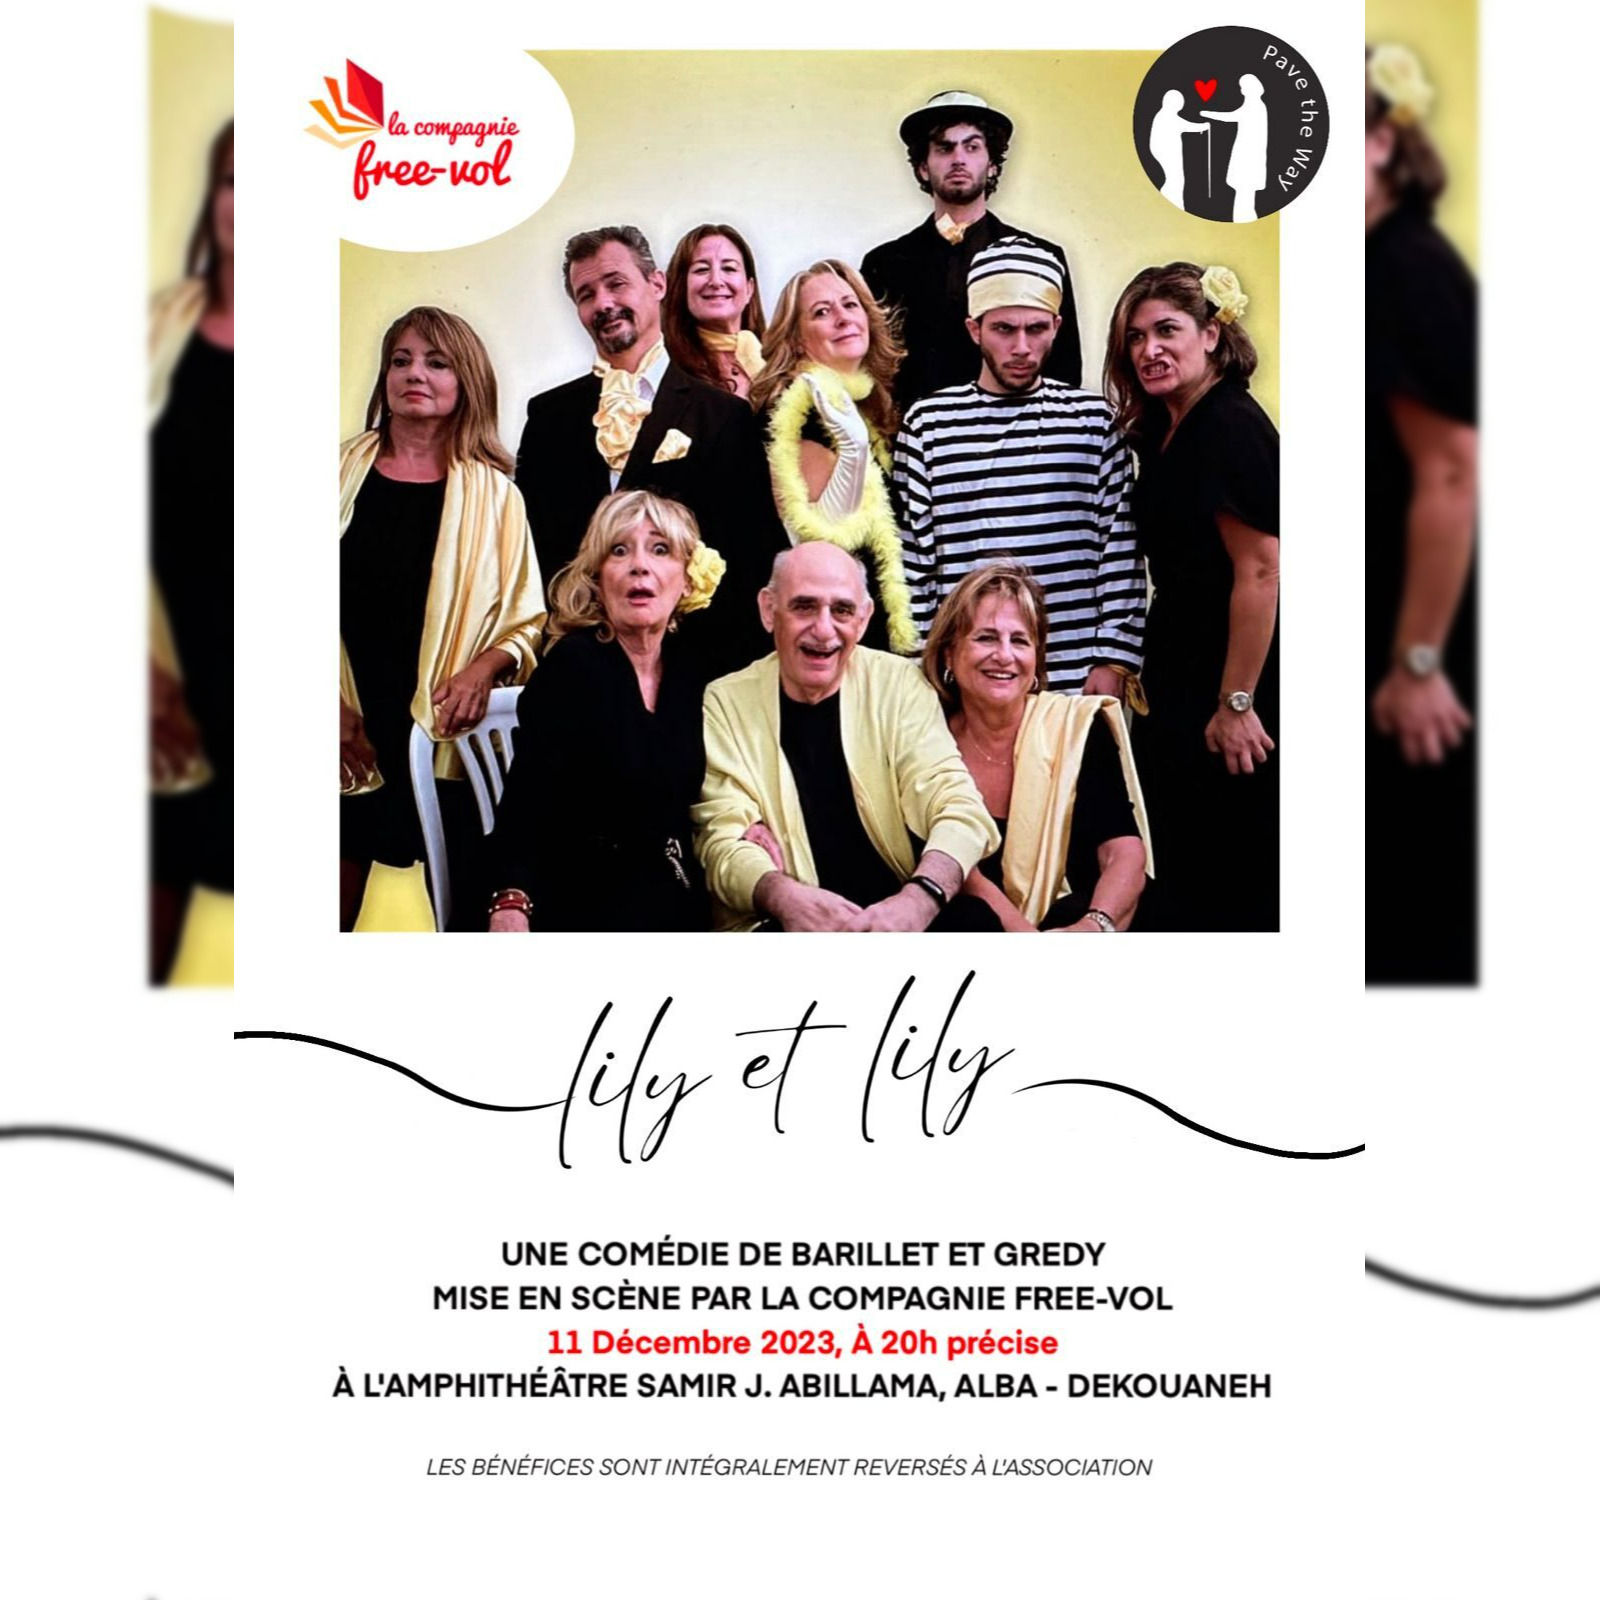 la compagnie
free-vol
Pave the Way
lily et lily
UNE COMÉDIE DE BARILLET ET GREDY
MISE EN SCÈNE PAR LA COMPAGNIE FREE-VOL
11 Décembre 2023, À 20h précise
À L'AMPHITHÉÂTRE SAMIR J. ABILLAMA, ALBA - DEKOUANEH
LES BÉNÉFICES SONT INTÉGRALEMENT REVERSÉS À L'ASSOCIATION